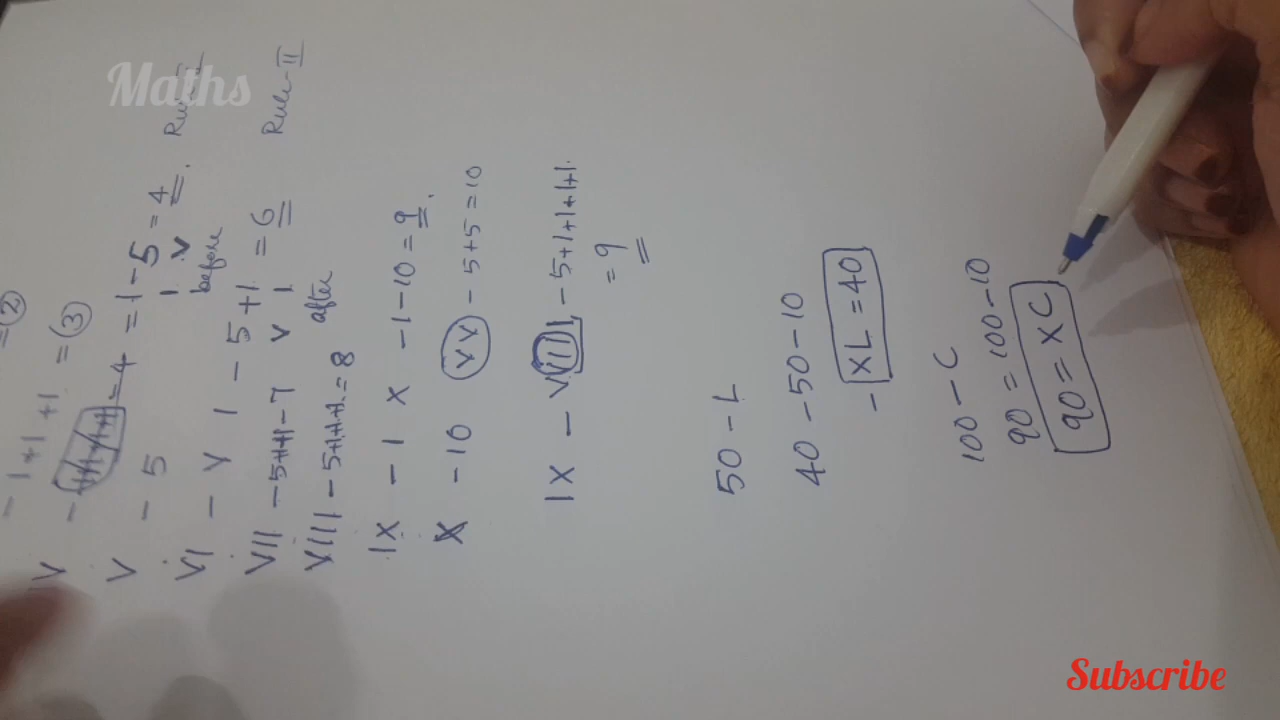 Maths
= ②
- 1+1+1 = ③
IV - 1+1+1+1 - 4 = 1 - 5 = 4. Rule-I
V - 5 I V
before
VI - V I - 5+1 = 6 Rule-II
VII - 5+1+1 - 7 V I
after
VIII - 5+1+1+1 = 8
IX - I X - 1-10 = 9.
X - 10 VV - 5+5 = 10
IX - VIIII - 5+1+1+1+1.
= 9
50 - L
40 - 50 - 10
- XL = 40
100 - C
90 = 100-10
90 = XC
Subscribe